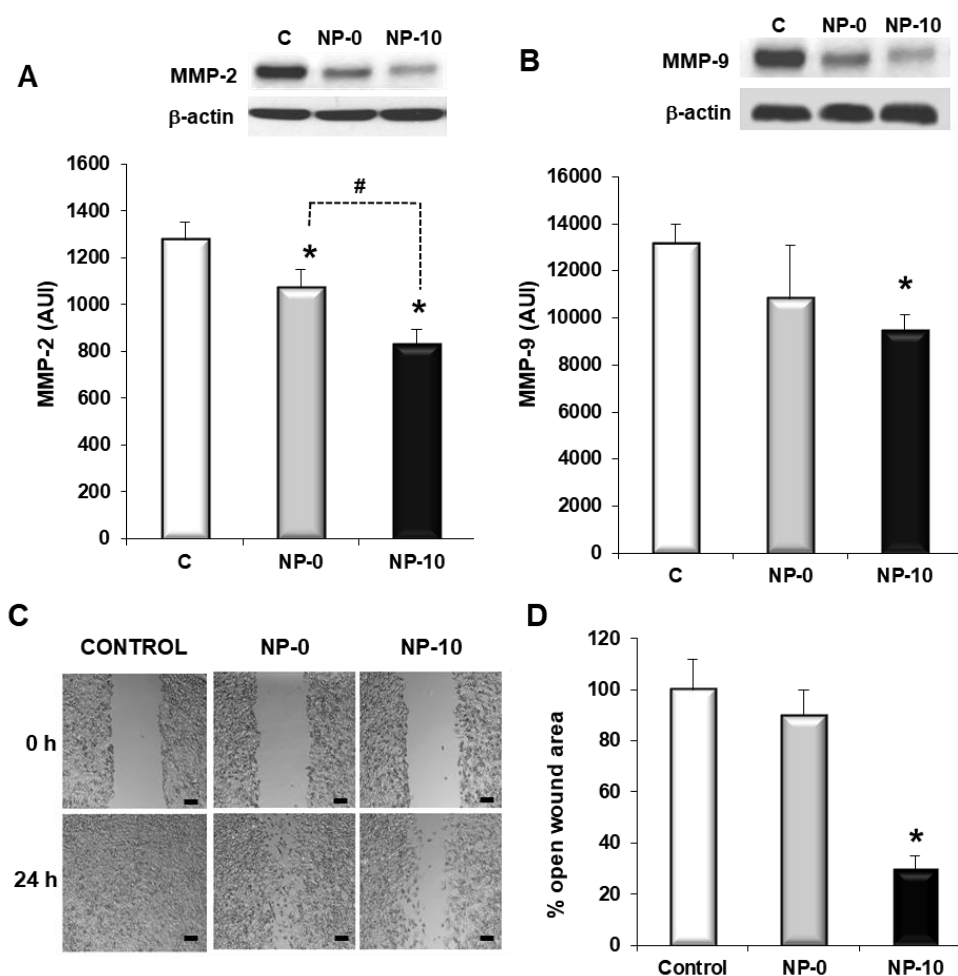 A
C NP-0 NP-10
MMP-2
β-actin
1600
1400
1200
1000
800
600
400
200
0
MMP-2 (AUI)
*
#
*
C NP-0 NP-10
B
C NP-0 NP-10
MMP-9
β-actin
16000
14000
12000
10000
8000
6000
4000
2000
0
MMP-9 (AUI)
*
C NP-0 NP-10
C
CONTROL NP-0 NP-10
0 h
24 h
D
120
100
80
60
40
20
0
% open wound area
*
Control NP-0 NP-10